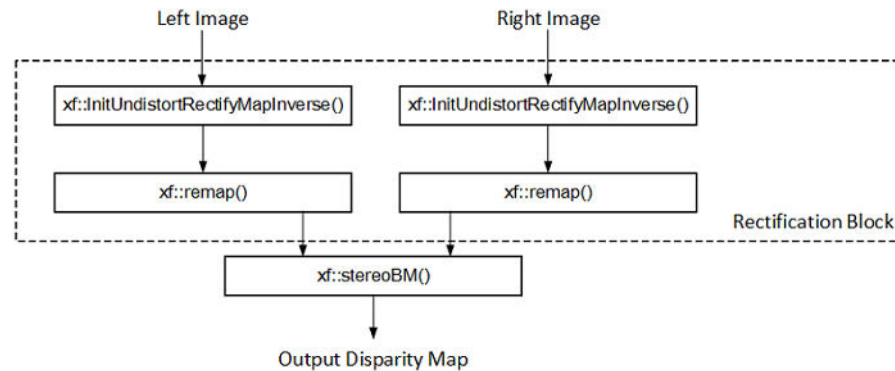 Left Image
Right Image
xf::InitUndistortRectifyMapInverse()
xf::InitUndistortRectifyMapInverse()
xf::remap()
xf::remap()
Rectification Block
xf::stereoBM()
Output Disparity Map